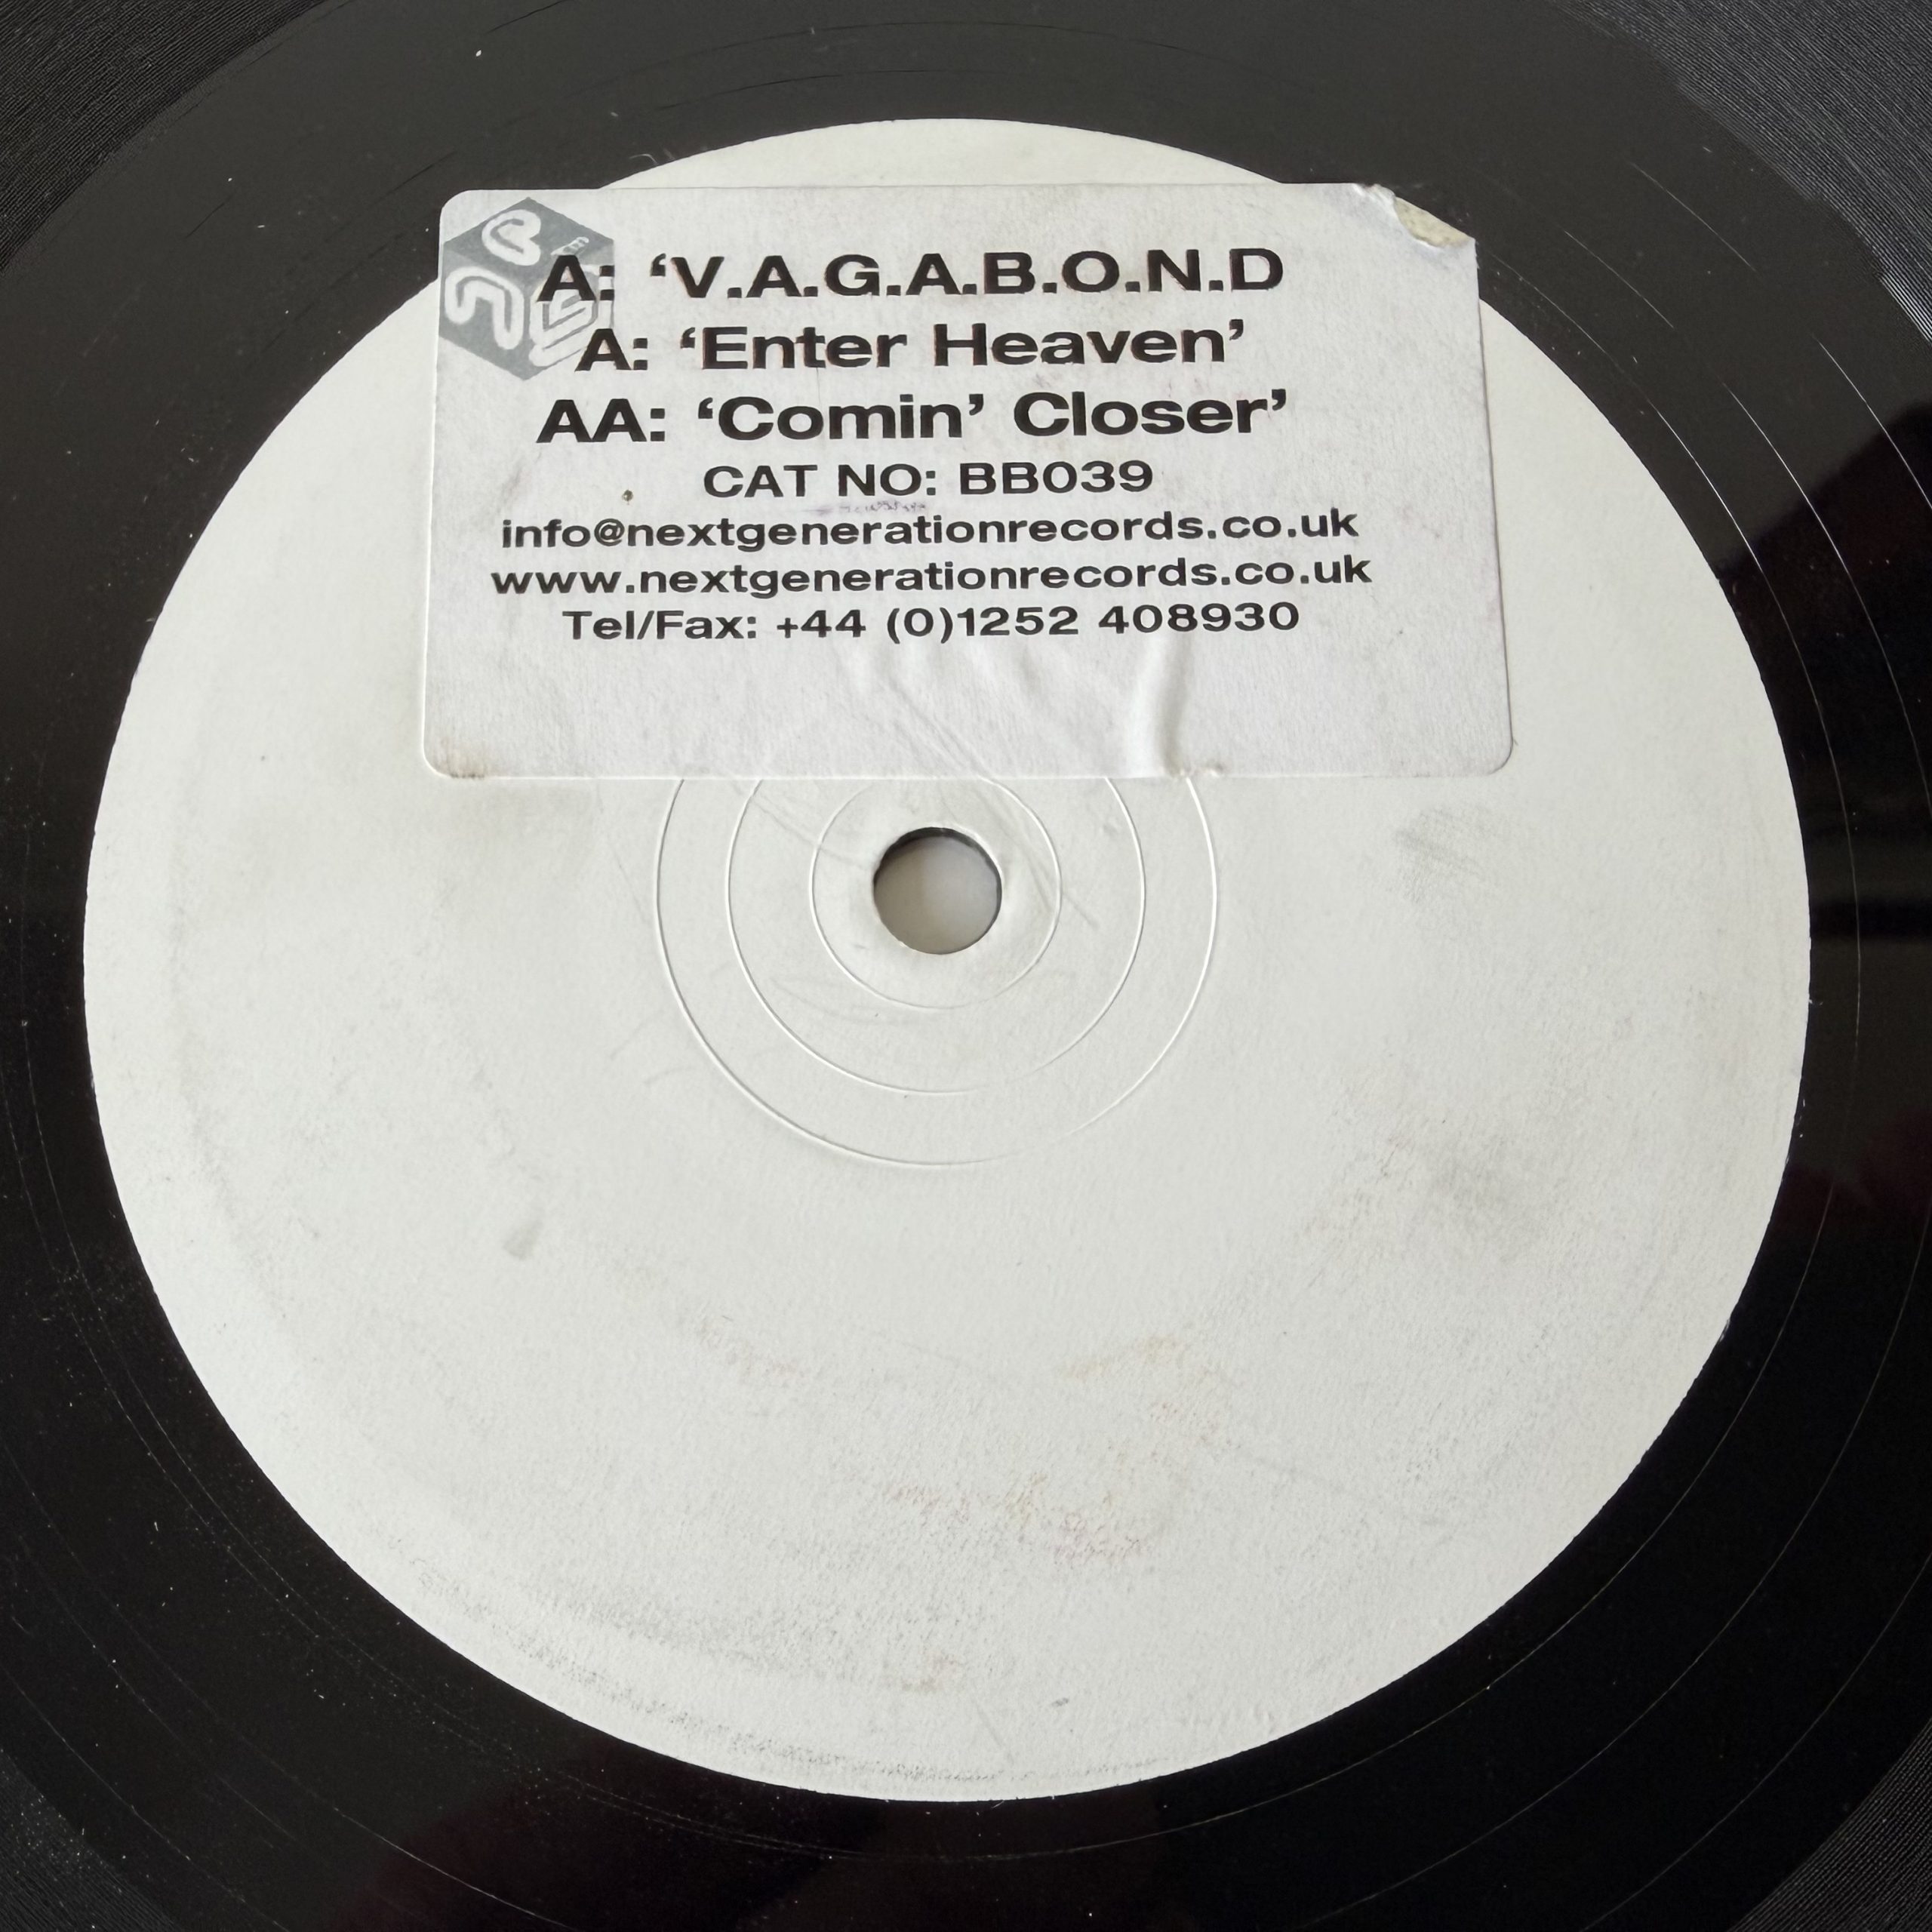 A: ‘V.A.G.A.B.O.N.D
A: ‘Enter Heaven’
AA: ‘Comin’ Closer’
CAT NO: BB039
info@nextgenerationrecords.co.uk
www.nextgenerationrecords.co.uk
Tel/Fax: +44 (0)1252 408930